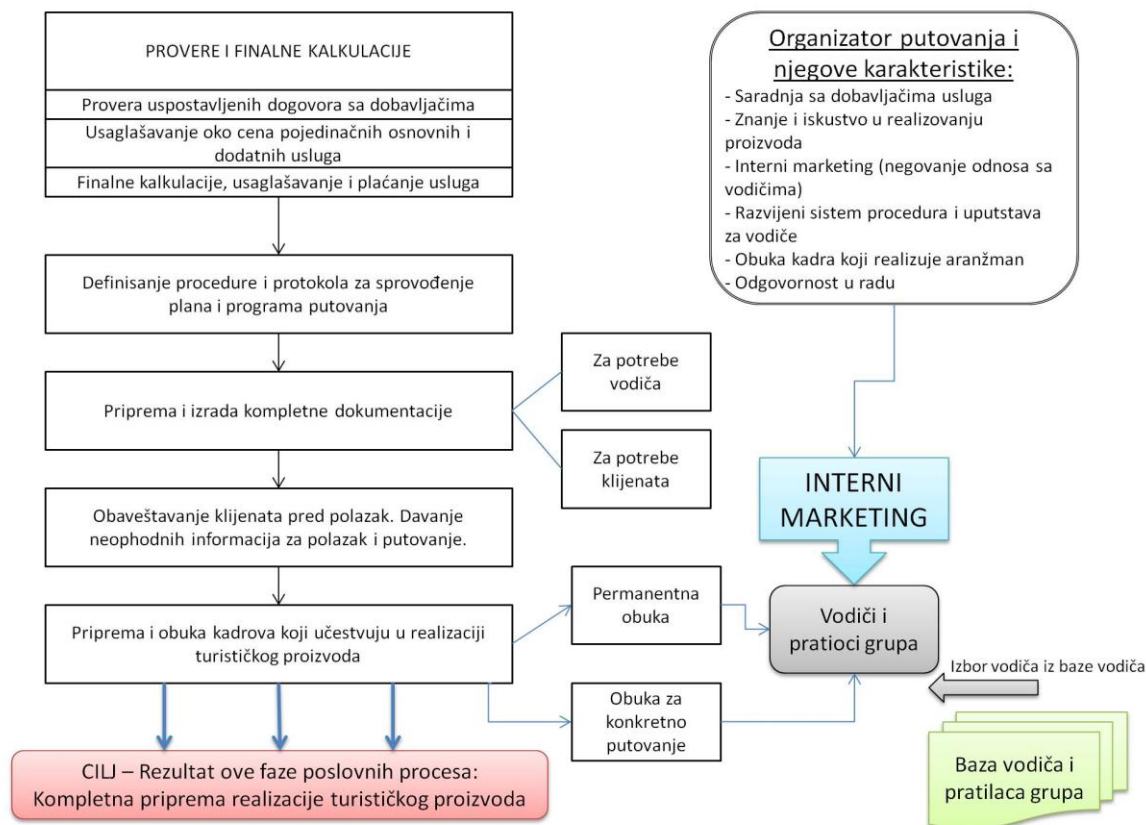 PROVERE I FINALNE KALKULACIJE
Provera uspostavljenih dogovora sa dobavljačima
Usaglašavanje oko cena pojedinačnih osnovnih i
dodatnih usluga
Finalne kalkulacije, usaglašavanje i plaćanje usluga
Definisanje procedure i protokola za sprovođenje
plana i programa putovanja
Priprema i izrada kompletne dokumentacije
Za potrebe
vodiča
Za potrebe
klijenata
Obaveštavanje klijenata pred polazak. Davanje
neophodnih informacija za polazak i putovanje.
Priprema i obuka kadrova koji učestvuju u realizaciji
turističkog proizvoda
Permanentna
obuka
Obuka za
konkretno
putovanje
CILJ – Rezultat ove faze poslovnih procesa:
Kompletna priprema realizacije turističkog proizvoda
Organizator putovanja i
njegove karakteristike:
- Saradnja sa dobavljačima usluga
- Znanje i iskustvo u realizovanju
proizvoda
- Interni marketing (negovanje odnosa sa
vodičima)
- Razvijeni sistem procedura i uputstava
za vodiče
- Obuka kadra koji realizuje aranžman
- Odgovornost u radu
INTERNI
MARKETING
Vodiči i
pratioci grupa
Izbor vodiča iz baze vodiča
Baza vodiča i
pratilaca grupa